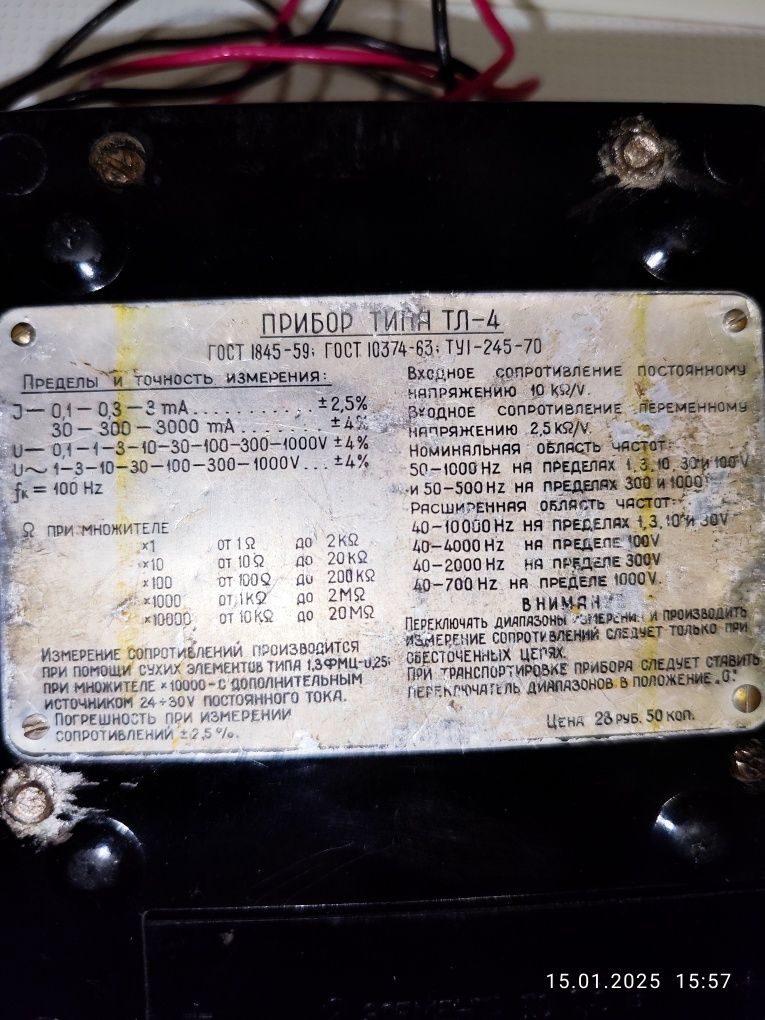 ПРИБОР ТИПА ТЛ-4
ГОСТ 1845-59; ГОСТ 10374-63; ТУ1-245-70
ПРЕДЕЛЫ И ТОЧНОСТЬ ИЗМЕРЕНИЯ:
J — 0,1 — 0,3 — 3 mA . . . . . . . . . . . ±2,5%
30 — 300 — 3000 mA . . . . . . . . ±4%
U — 0,1—1—3—10—30—100—300—1000V ±4%
U~ 1—3—10—30—100—300—1000V . . . ±4%
fк = 100 Hz
Ω ПРИ МНОЖИТЕЛЕ
×1 ОТ 1Ω ДО 2kΩ
×10 ОТ 10Ω ДО 20kΩ
×100 ОТ 100Ω ДО 200kΩ
×1000 ОТ 1KΩ ДО 2MΩ
×10000 ОТ 10kΩ ДО 20MΩ
ИЗМЕРЕНИЕ СОПРОТИВЛЕНИЙ ПРОИЗВОДИТСЯ
ПРИ ПОМОЩИ СУХИХ ЭЛЕМЕНТОВ ТИПА 1,3ФМЦ-0,25;
ПРИ МНОЖИТЕЛЕ ×10000 - С ДОПОЛНИТЕЛЬНЫМ
ИСТОЧНИКОМ 24÷30V ПОСТОЯННОГО ТОКА.
ПОГРЕШНОСТЬ ПРИ ИЗМЕРЕНИИ
СОПРОТИВЛЕНИЙ ±2,5%.
ВХОДНОЕ СОПРОТИВЛЕНИЕ ПОСТОЯННОМУ
НАПРЯЖЕНИЮ 10 kΩ/V.
ВХОДНОЕ СОПРОТИВЛЕНИЕ ПЕРЕМЕННОМУ
НАПРЯЖЕНИЮ 2,5 kΩ/V.
НОМИНАЛЬНАЯ ОБЛАСТЬ ЧАСТОТ:
50—1000 Hz НА ПРЕДЕЛАХ 1, 3, 10, 30 И 100 V
И 50—500 Hz НА ПРЕДЕЛАХ 300 И 1000
РАСШИРЕННАЯ ОБЛАСТЬ ЧАСТОТ:
40—10000 Hz НА ПРЕДЕЛАХ 1, 3, 10 И 30V
40—4000 Hz НА ПРЕДЕЛЕ 100V
40—2000 Hz НА ПРЕДЕЛЕ 300V
40—700 Hz НА ПРЕДЕЛЕ 1000V.
ПЕРЕКЛЮЧАТЬ ДИАПАЗОНЫ ИЗМЕРЕНИЙ И ПРОИЗВОДИТЬ
ИЗМЕРЕНИЕ СОПРОТИВЛЕНИЙ СЛЕДУЕТ ТОЛЬКО ПРИ
ОБЕСТОЧЕННЫХ ЦЕПЯХ.
ПРИ ТРАНСПОРТИРОВКЕ ПРИБОРА СЛЕДУЕТ СТАВИТЬ
ПЕРЕКЛЮЧАТЕЛЬ ДИАПАЗОНОВ В ПОЛОЖЕНИЕ „0".
ЦЕНА 28 РУБ. 50 КОП.
15.01.2025 15:57